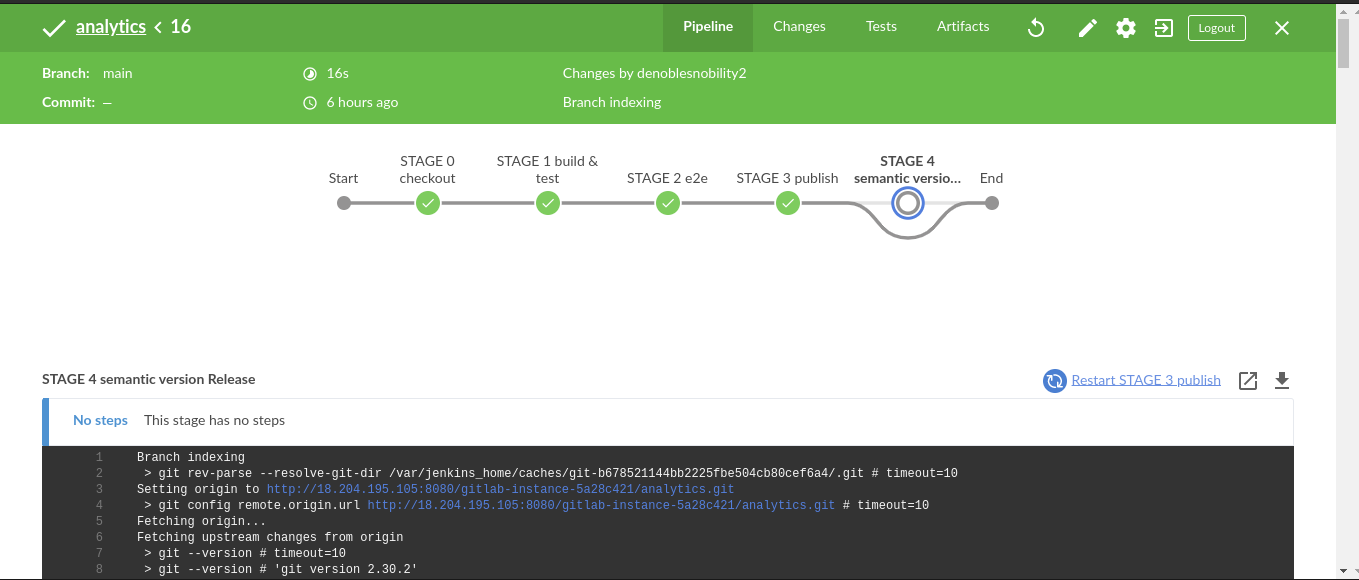 analytics < 16
Pipeline Changes Tests Artifacts Logout
Branch: main 16s Changes by denoblesnobility2
Commit: — 6 hours ago Branch indexing
Start
STAGE 0
checkout
STAGE 1 build &
test
STAGE 2 e2e
STAGE 3 publish
STAGE 4
semantic versio...
End
STAGE 4 semantic version Release
Restart STAGE 3 publish
No steps This stage has no steps
1 Branch indexing
2 > git rev-parse --resolve-git-dir /var/jenkins_home/caches/git-b678521144bb2225fbe504cb80cef6a4/.git # timeout=10
3 Setting origin to http://18.204.195.105:8080/gitlab-instance-5a28c421/analytics.git
4 > git config remote.origin.url http://18.204.195.105:8080/gitlab-instance-5a28c421/analytics.git # timeout=10
5 Fetching origin...
6 Fetching upstream changes from origin
7 > git --version # timeout=10
8 > git --version # 'git version 2.30.2'